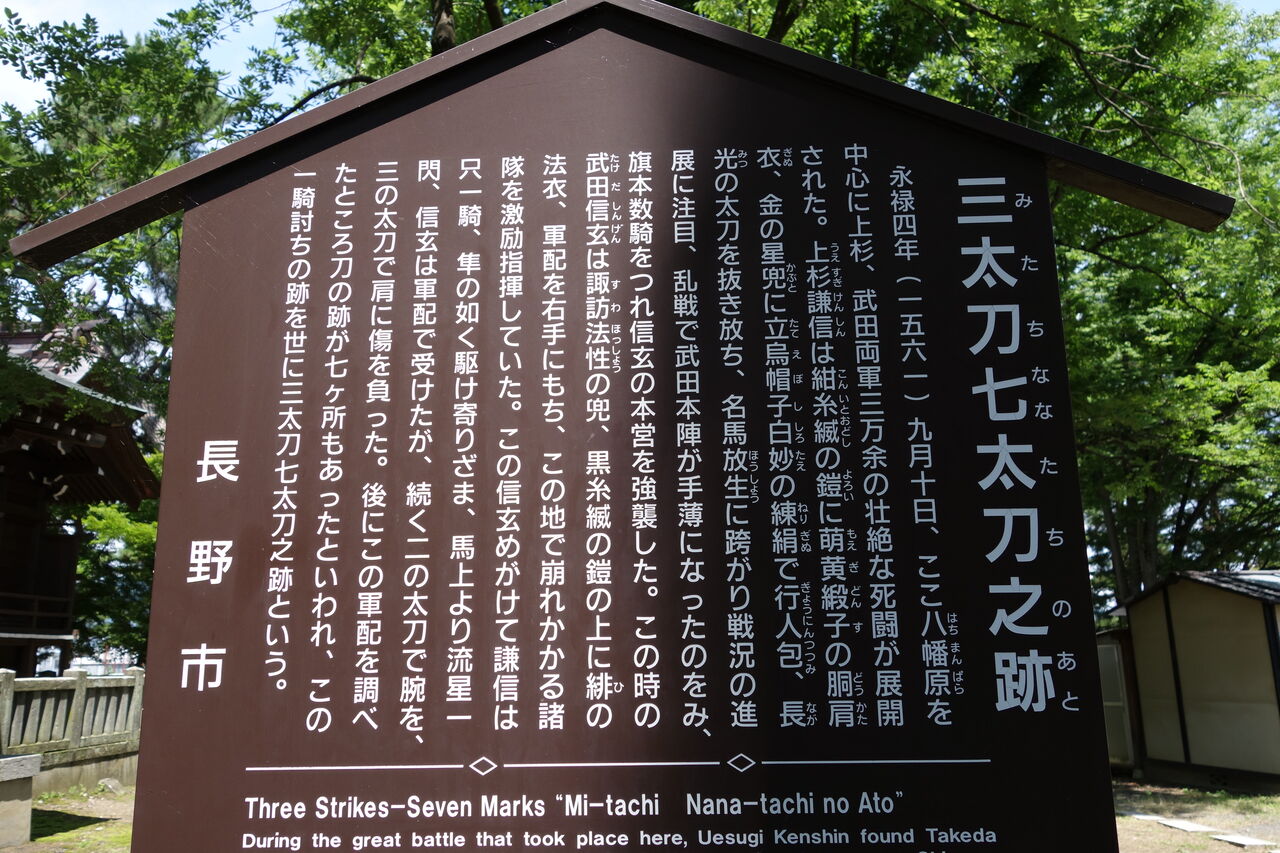 三太刀七太刀之跡
みたちななたちのあと
永禄四年（一五六一）九月十日、ここ八幡原を
中心に上杉、武田両軍三万余の壮絶な死闘が展開
された。上杉謙信は紺糸縅の鎧に萌黄緞子の胴肩
衣、金の星兜に立烏帽子白妙の練絹で行人包、長
光の太刀を抜き放ち、名馬放生に跨がり戦況の進
展に注目、乱戦で武田本陣が手薄になったのをみ、
旗本数騎をつれ信玄の本営を強襲した。この時の
武田信玄は諏訪法性の兜、黒糸縅の鎧の上に緋の
法衣、軍配を右手にもち、この地で崩れかかる諸
隊を激励指揮していた。この信玄めがけて謙信は
只一騎、隼の如く駆け寄りざま、馬上より流星一
閃、信玄は軍配で受けたが、続く二の太刀で腕を、
三の太刀で肩に傷を負った。後にこの軍配を調べ
たところ刀の跡が七ヶ所もあったといわれ、この
一騎討ちの跡を世に三太刀七太刀之跡という。
長野市
Three Strikes-Seven Marks "Mi-tachi Nana-tachi no Ato"
During the great battle that took place here, Uesugi Kenshin found Takeda